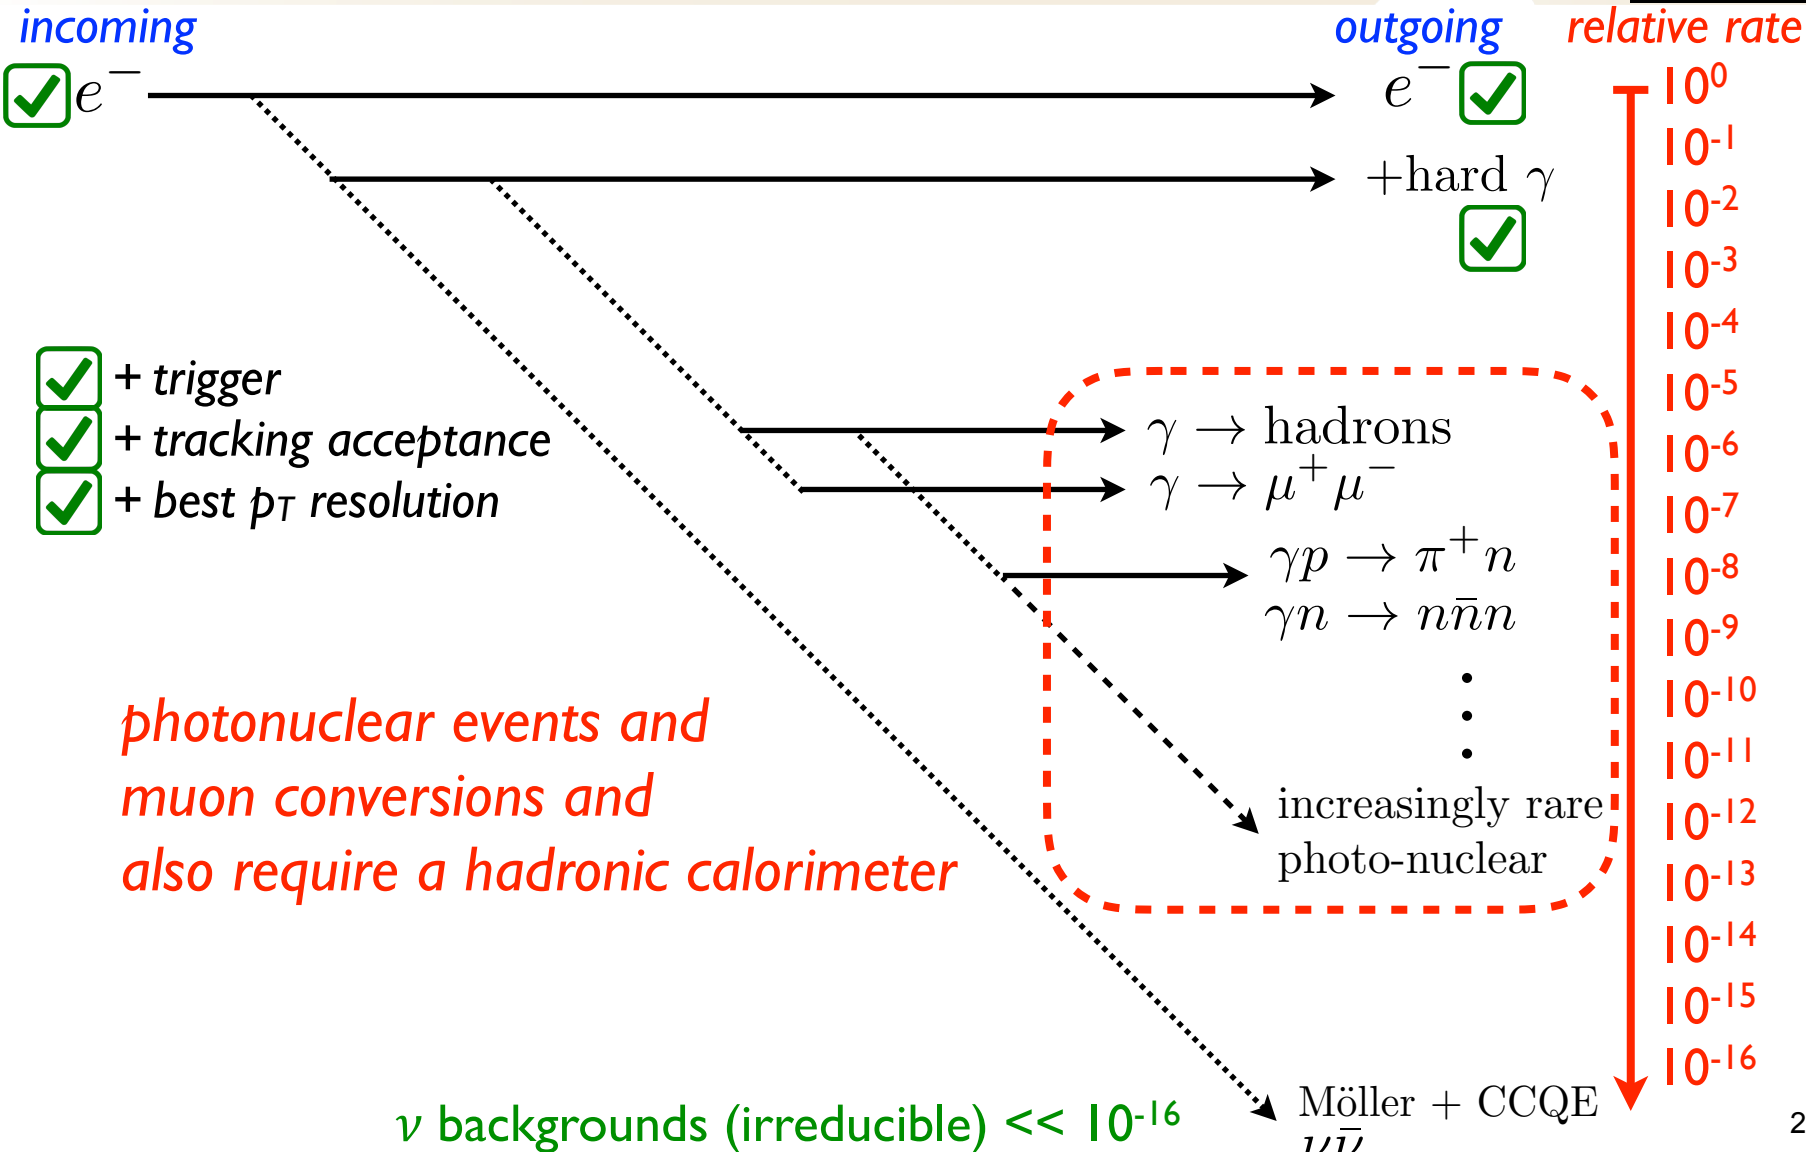 incoming
outgoing
relative rate
e⁻
e⁻
10⁰
10⁻¹
+hard γ
10⁻²
10⁻³
10⁻⁴
+ trigger
10⁻⁵
+ tracking acceptance
γ → hadrons
10⁻⁶
+ best pT resolution
γ → μ⁺μ⁻
10⁻⁷
γp → π⁺n
10⁻⁸
γn → nn̄n
10⁻⁹
photonuclear events and
muon conversions and
also require a hadronic calorimeter
10⁻¹⁰
10⁻¹¹
increasingly rare
photo-nuclear
10⁻¹²
10⁻¹³
10⁻¹⁴
10⁻¹⁵
10⁻¹⁶
ν backgrounds (irreducible) << 10⁻¹⁶
Möller + CCQE
νν̄
2